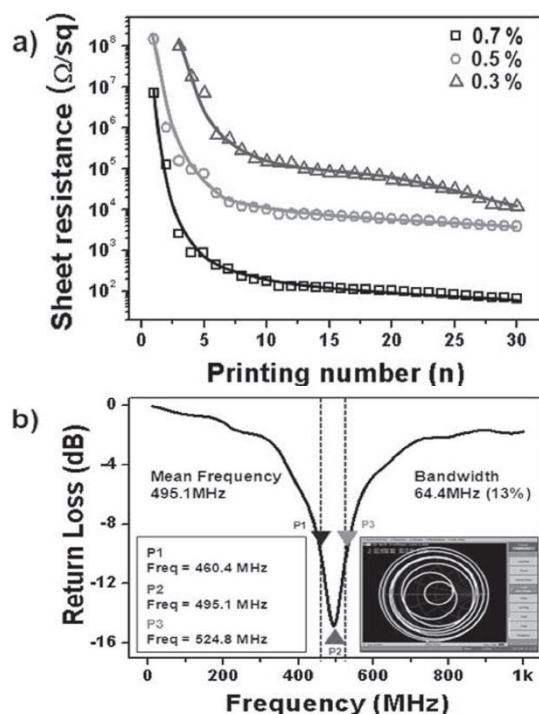 a)
Sheet resistance (Ω/sq)
10^8
10^7
10^6
10^5
10^4
10^3
10^2
0.7 %
0.5 %
0.3 %
0 5 10 15 20 25 30
Printing number (n)
b)
Return Loss (dB)
0
-4
-8
-12
-16
Mean Frequency
495.1MHz
Bandwidth
64.4MHz (13%)
P1
P3
P2
P1
Freq = 460.4 MHz
P2
Freq = 495.1 MHz
P3
Freq = 524.8 MHz
0 200 400 600 800 1k
Frequency (MHz)